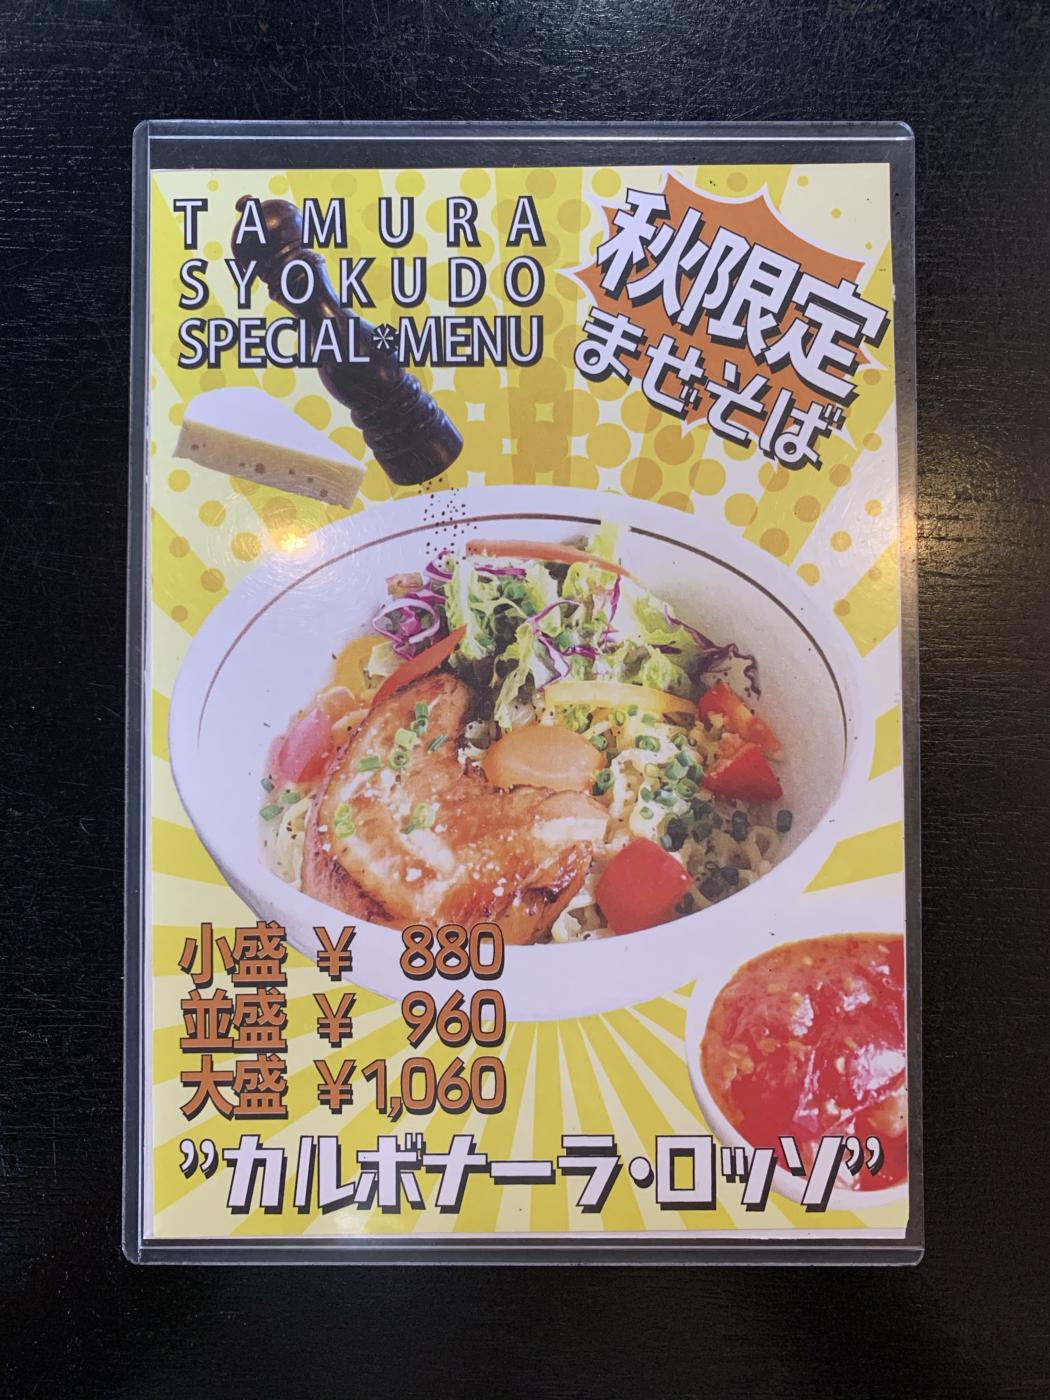 TAMURA
SYOKUDO
SPECIAL*MENU
秋限定
まぜそば
小盛 ¥ 880
並盛 ¥ 960
大盛 ¥1,060
”カルボナーラ・ロッソ”